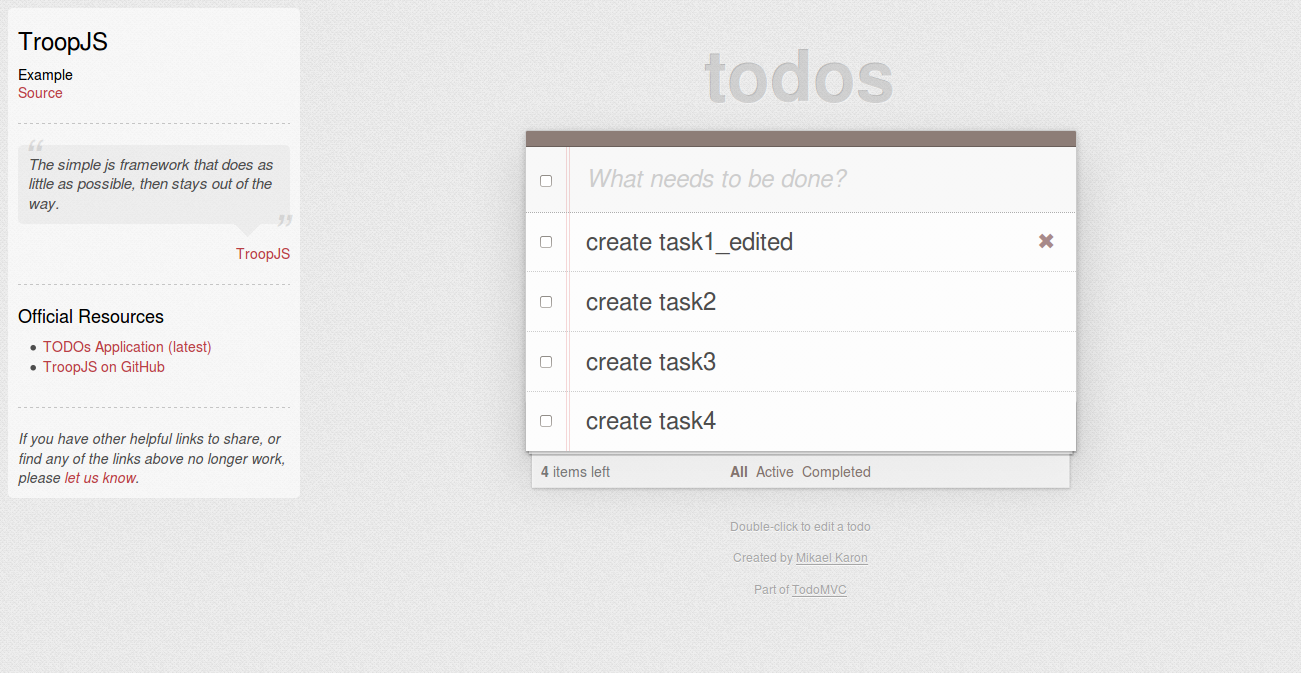 TroopJS
Example
Source
“
The simple js framework that does as
little as possible, then stays out of the
way.
”
TroopJS
Official Resources
• TODOs Application (latest)
• TroopJS on GitHub
If you have other helpful links to share, or
find any of the links above no longer work,
please let us know.
todos
What needs to be done?
create task1_edited ✖
create task2
create task3
create task4
4 items left All Active Completed
Double-click to edit a todo
Created by Mikael Karon
Part of TodoMVC